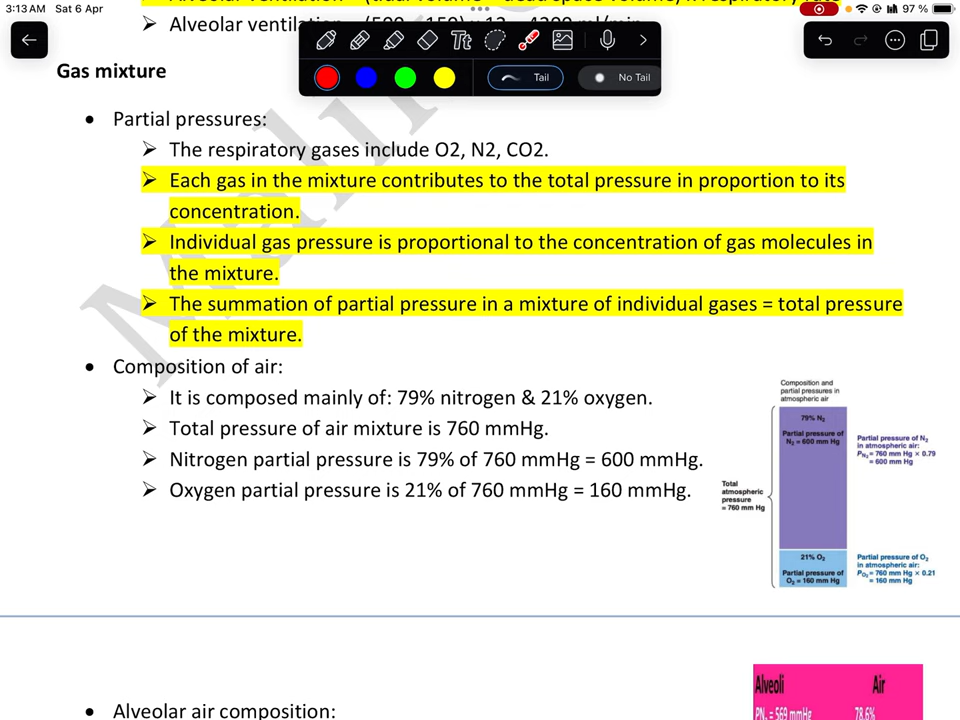 3:13 AM Sat 6 Apr
97 %
Alveolar ventila
Tt
Tail
No Tail
Gas mixture
• Partial pressures:
➢ The respiratory gases include O2, N2, CO2.
➢ Each gas in the mixture contributes to the total pressure in proportion to its
concentration.
➢ Individual gas pressure is proportional to the concentration of gas molecules in
the mixture.
➢ The summation of partial pressure in a mixture of individual gases = total pressure
of the mixture.
• Composition of air:
➢ It is composed mainly of: 79% nitrogen & 21% oxygen.
➢ Total pressure of air mixture is 760 mmHg.
➢ Nitrogen partial pressure is 79% of 760 mmHg = 600 mmHg.
➢ Oxygen partial pressure is 21% of 760 mmHg = 160 mmHg.
Composition and
partial pressures in
atmospheric air
79% N₂
Partial pressure of
N₂ = 600 mm Hg
Partial pressure of N₂
in atmospheric air:
PN₂ = 760 mm Hg × 0.79
= 600 mm Hg
Total
atmospheric
pressure
= 760 mm Hg
21% O₂
Partial pressure of
O₂ = 160 mm Hg
Partial pressure of O₂
in atmospheric air:
PO₂ = 760 mm Hg × 0.21
= 160 mm Hg
• Alveolar air composition:
Alveoli Air
PN₂ = 569 mmHg 78.6%